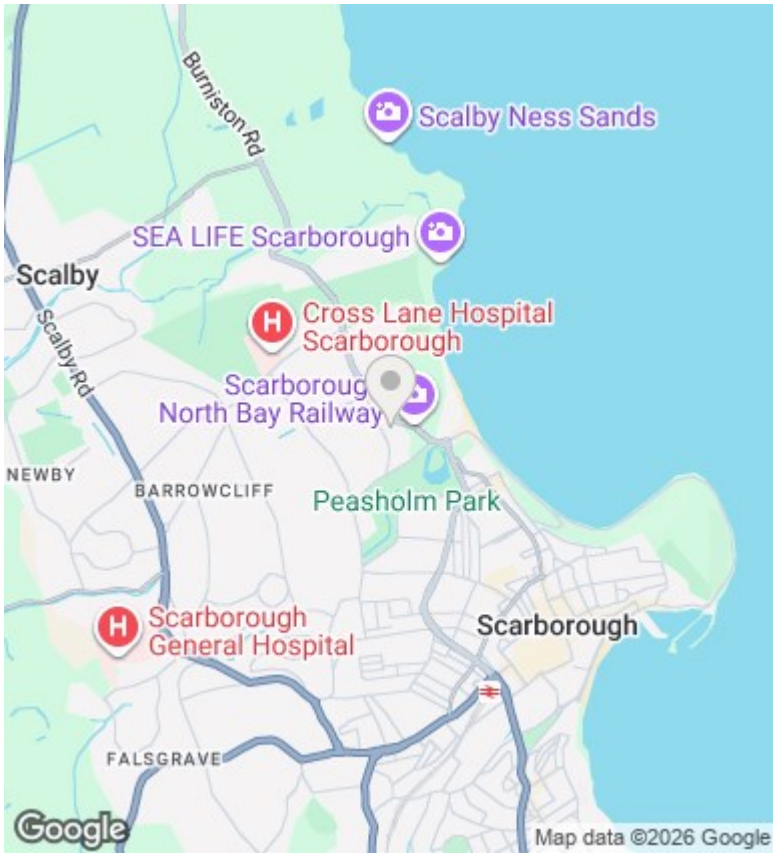 Burniston Rd
Scalby Ness Sands
SEA LIFE Scarborough
Scalby
Cross Lane Hospital
Scarborough
Scalby Rd
Scarborough
North Bay Railway
NEWBY
BARROWCLIFF
Peasholm Park
Scarborough
General Hospital
Scarborough
FALSGRAVE
Google
Map data ©2026 Google